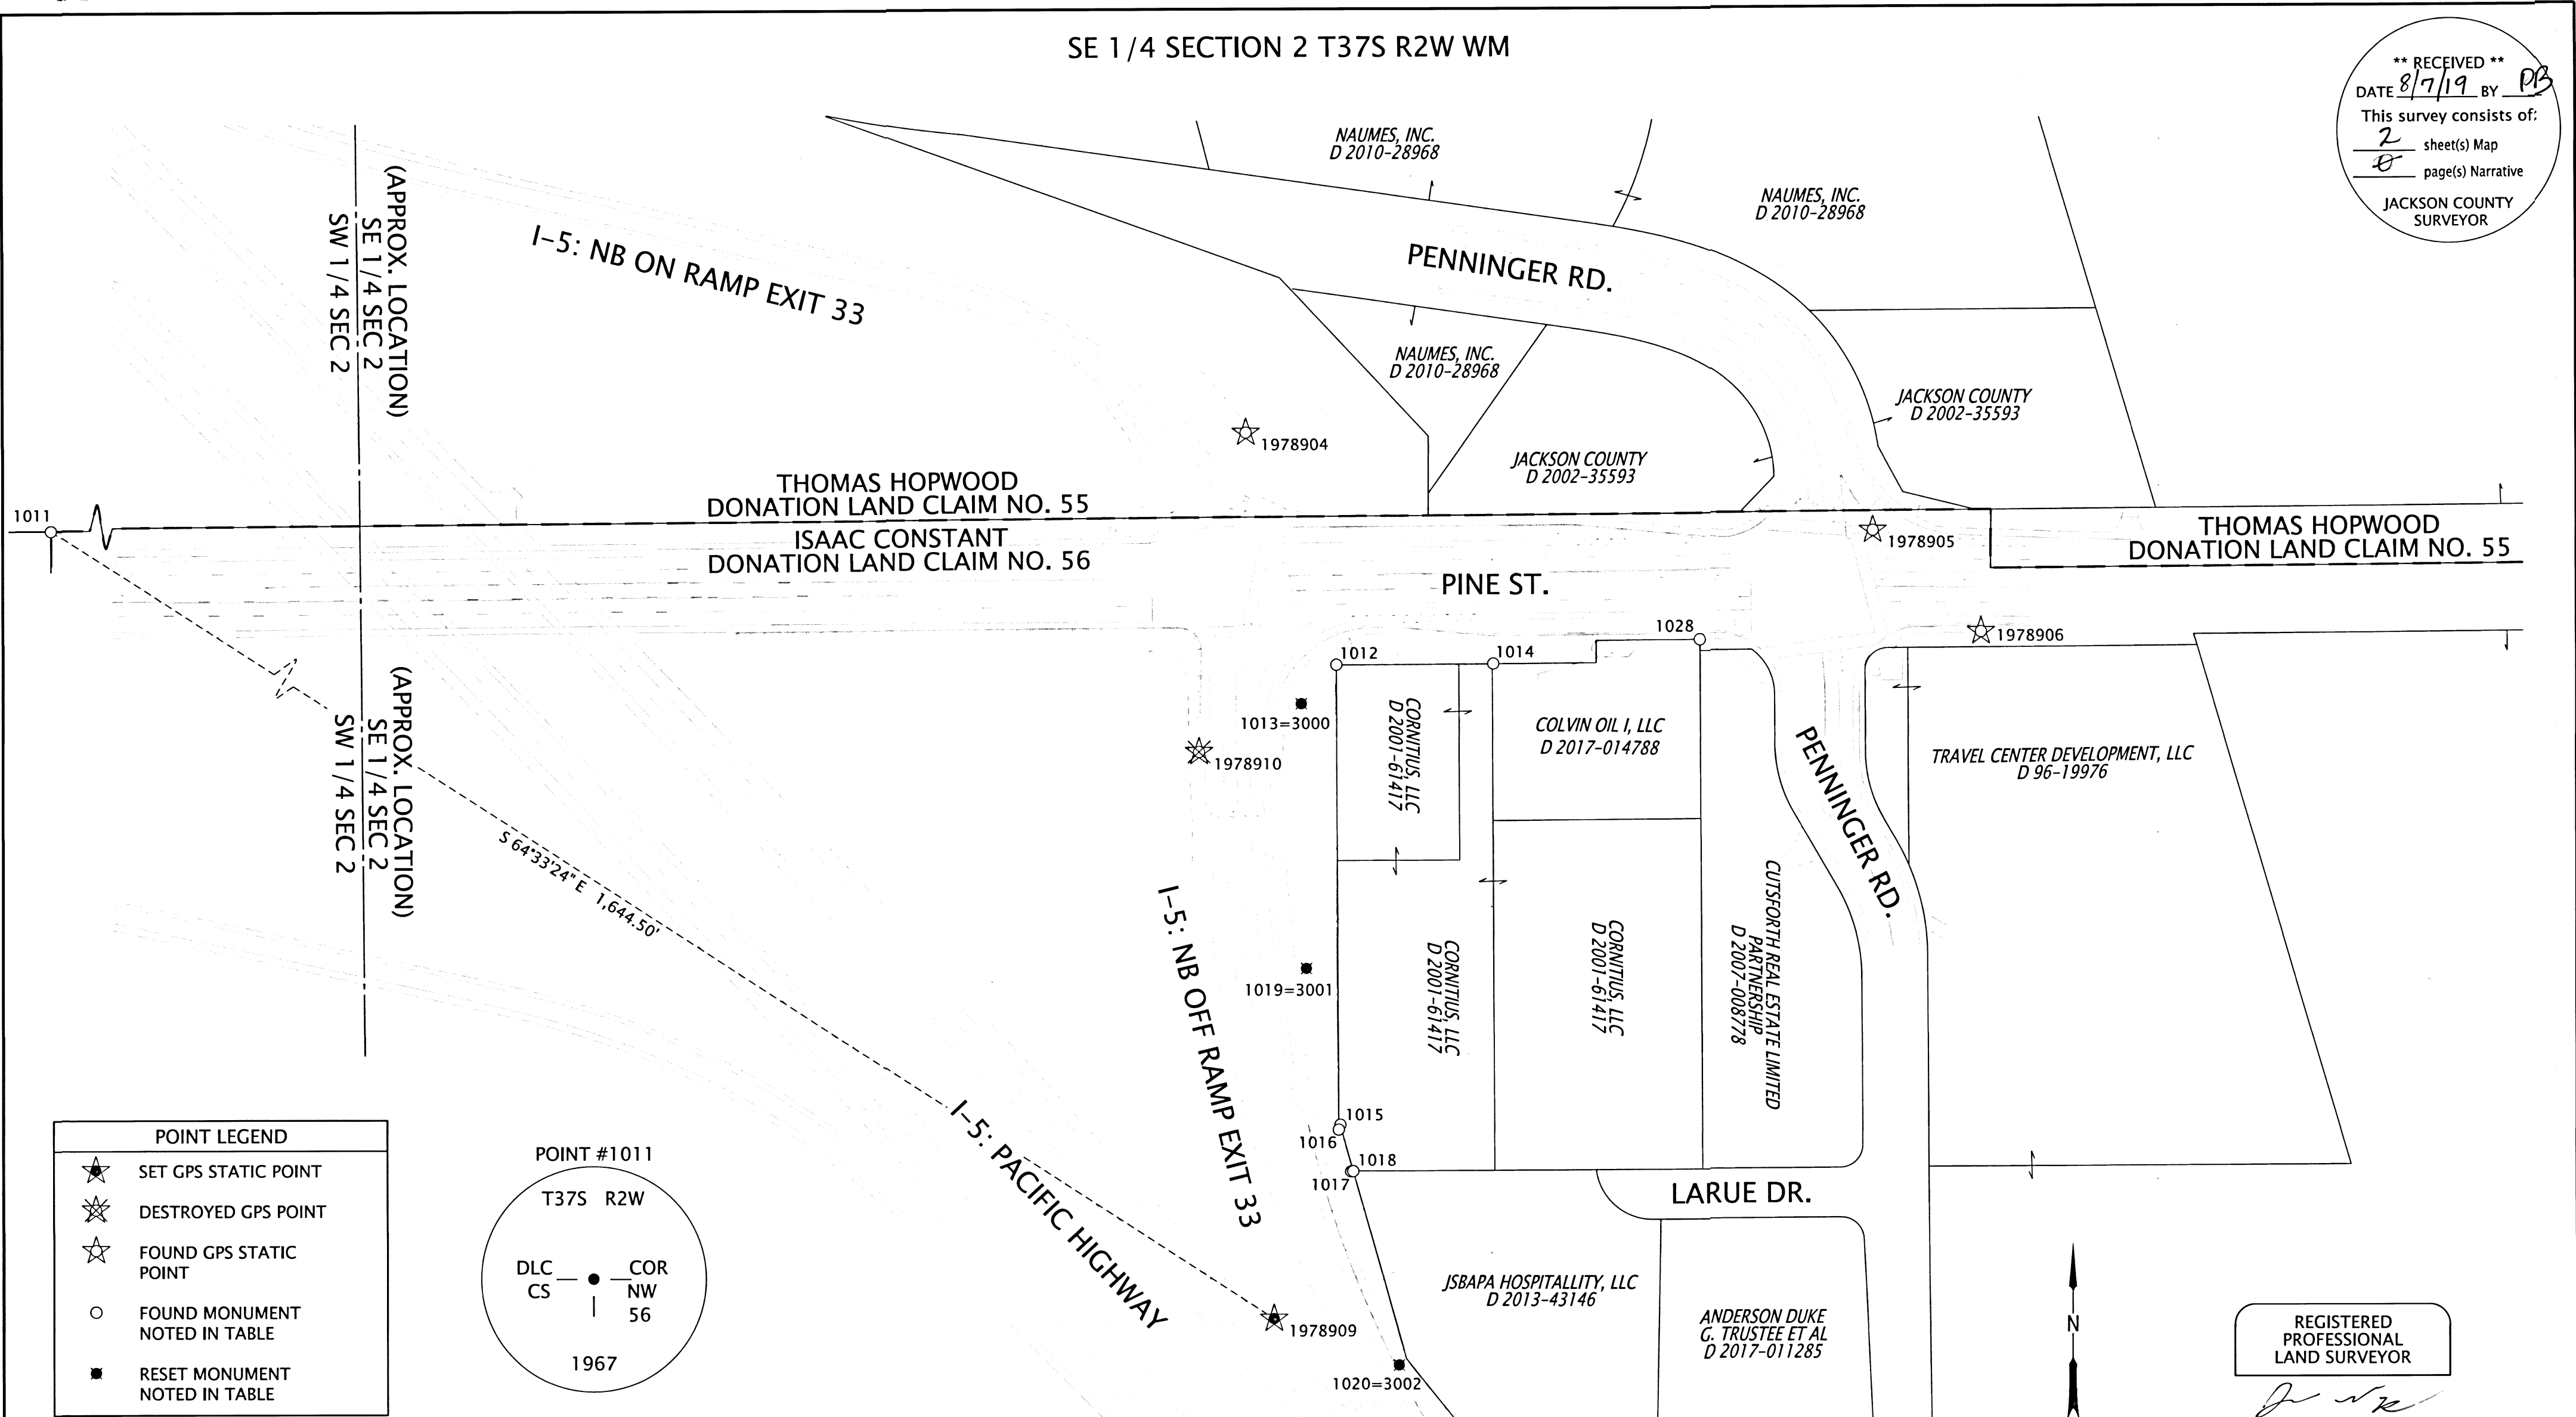 SE 1/4 SECTION 2 T37S R2W WM
** RECEIVED **
DATE 8/7/19 BY PB
This survey consists of:
2 sheet(s) Map
0 page(s) Narrative
JACKSON COUNTY
SURVEYOR
(APPROX. LOCATION)
SE 1/4 SEC 2
SW 1/4 SEC 2
I-5: NB ON RAMP EXIT 33
NAUMES, INC.
D 2010-28968
NAUMES, INC.
D 2010-28968
PENNINGER RD.
NAUMES, INC.
D 2010-28968
JACKSON COUNTY
D 2002-35593
JACKSON COUNTY
D 2002-35593
1978904
1011
THOMAS HOPWOOD
DONATION LAND CLAIM NO. 55
ISAAC CONSTANT
DONATION LAND CLAIM NO. 56
1978905
THOMAS HOPWOOD
DONATION LAND CLAIM NO. 55
PINE ST.
1028
1978906
1012
1014
(APPROX. LOCATION)
SE 1/4 SEC 2
SW 1/4 SEC 2
1013=3000
1978910
CORNITIUS, LLC
D 2001-61417
COLVIN OIL I, LLC
D 2017-014788
PENNINGER RD.
TRAVEL CENTER DEVELOPMENT, LLC
D 96-19976
S 64°33'24" E 1,644.50'
I-5: NB OFF RAMP EXIT 33
1019=3001
CORNITIUS, LLC
D 2001-61417
CORNITIUS, LLC
D 2001-61417
CUTSFORTH REAL ESTATE LIMITED
PARTNERSHIP
D 2007-008778
1015
1016
1018
1017
LARUE DR.
I-5: PACIFIC HIGHWAY
1978909
1020=3002
JSBAPA HOSPITALLITY, LLC
D 2013-43146
ANDERSON DUKE
G. TRUSTEE ET AL
D 2017-011285
POINT LEGEND
SET GPS STATIC POINT
DESTROYED GPS POINT
FOUND GPS STATIC
POINT
FOUND MONUMENT
NOTED IN TABLE
RESET MONUMENT
NOTED IN TABLE
POINT #1011
T37S R2W
DLC COR
CS NW
56
1967
N
REGISTERED
PROFESSIONAL
LAND SURVEYOR